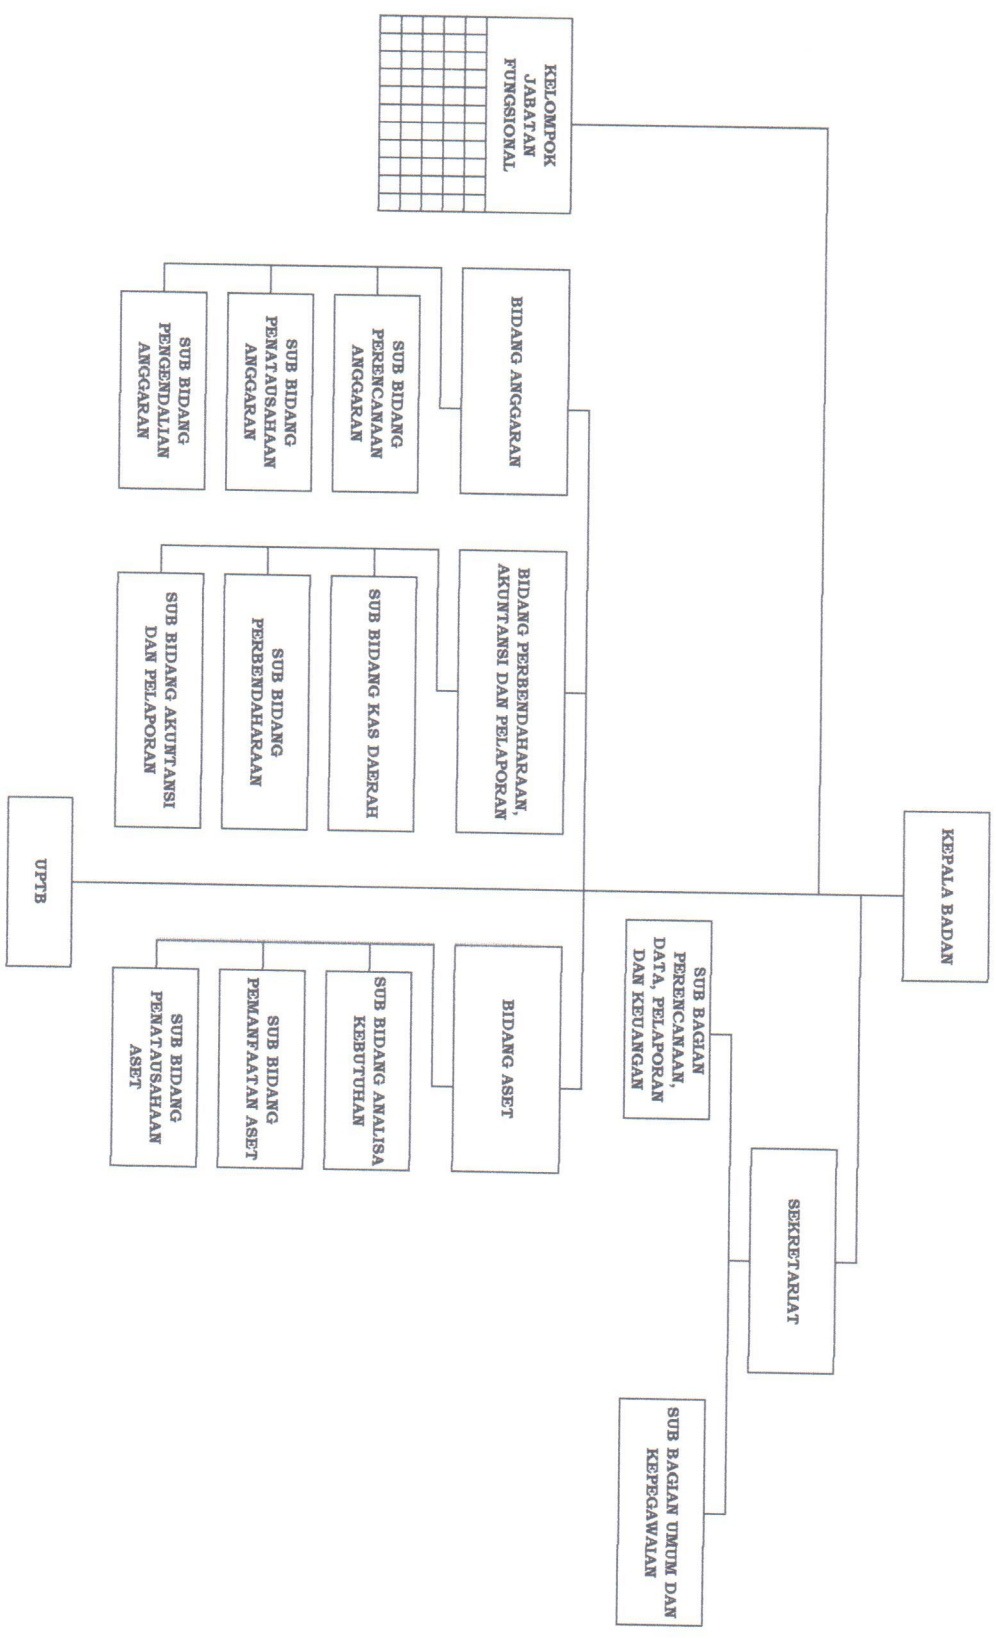 KEPALA BADAN
SEKRETARIAT
SUB BAGIAN
PERENCANAAN,
DATA, PELAPORAN
DAN KEUANGAN
SUB BAGIAN UMUM DAN
KEPEGAWAIAN
KELOMPOK
JABATAN
FUNGSIONAL
BIDANG ANGGARAN
SUB BIDANG
PERENCANAAN
ANGGARAN
SUB BIDANG
PENATAUSAHAAN
ANGGARAN
SUB BIDANG
PENGENDALIAN
ANGGARAN
BIDANG PERBENDAHARAAN,
AKUNTANSI DAN PELAPORAN
SUB BIDANG KAS DAERAH
SUB BIDANG
PERBENDAHARAAN
SUB BIDANG AKUNTANSI
DAN PELAPORAN
BIDANG ASET
SUB BIDANG ANALISA
KEBUTUHAN
SUB BIDANG
PEMANFAATAN ASET
SUB BIDANG
PENATAUSAHAAN
ASET
UPTB